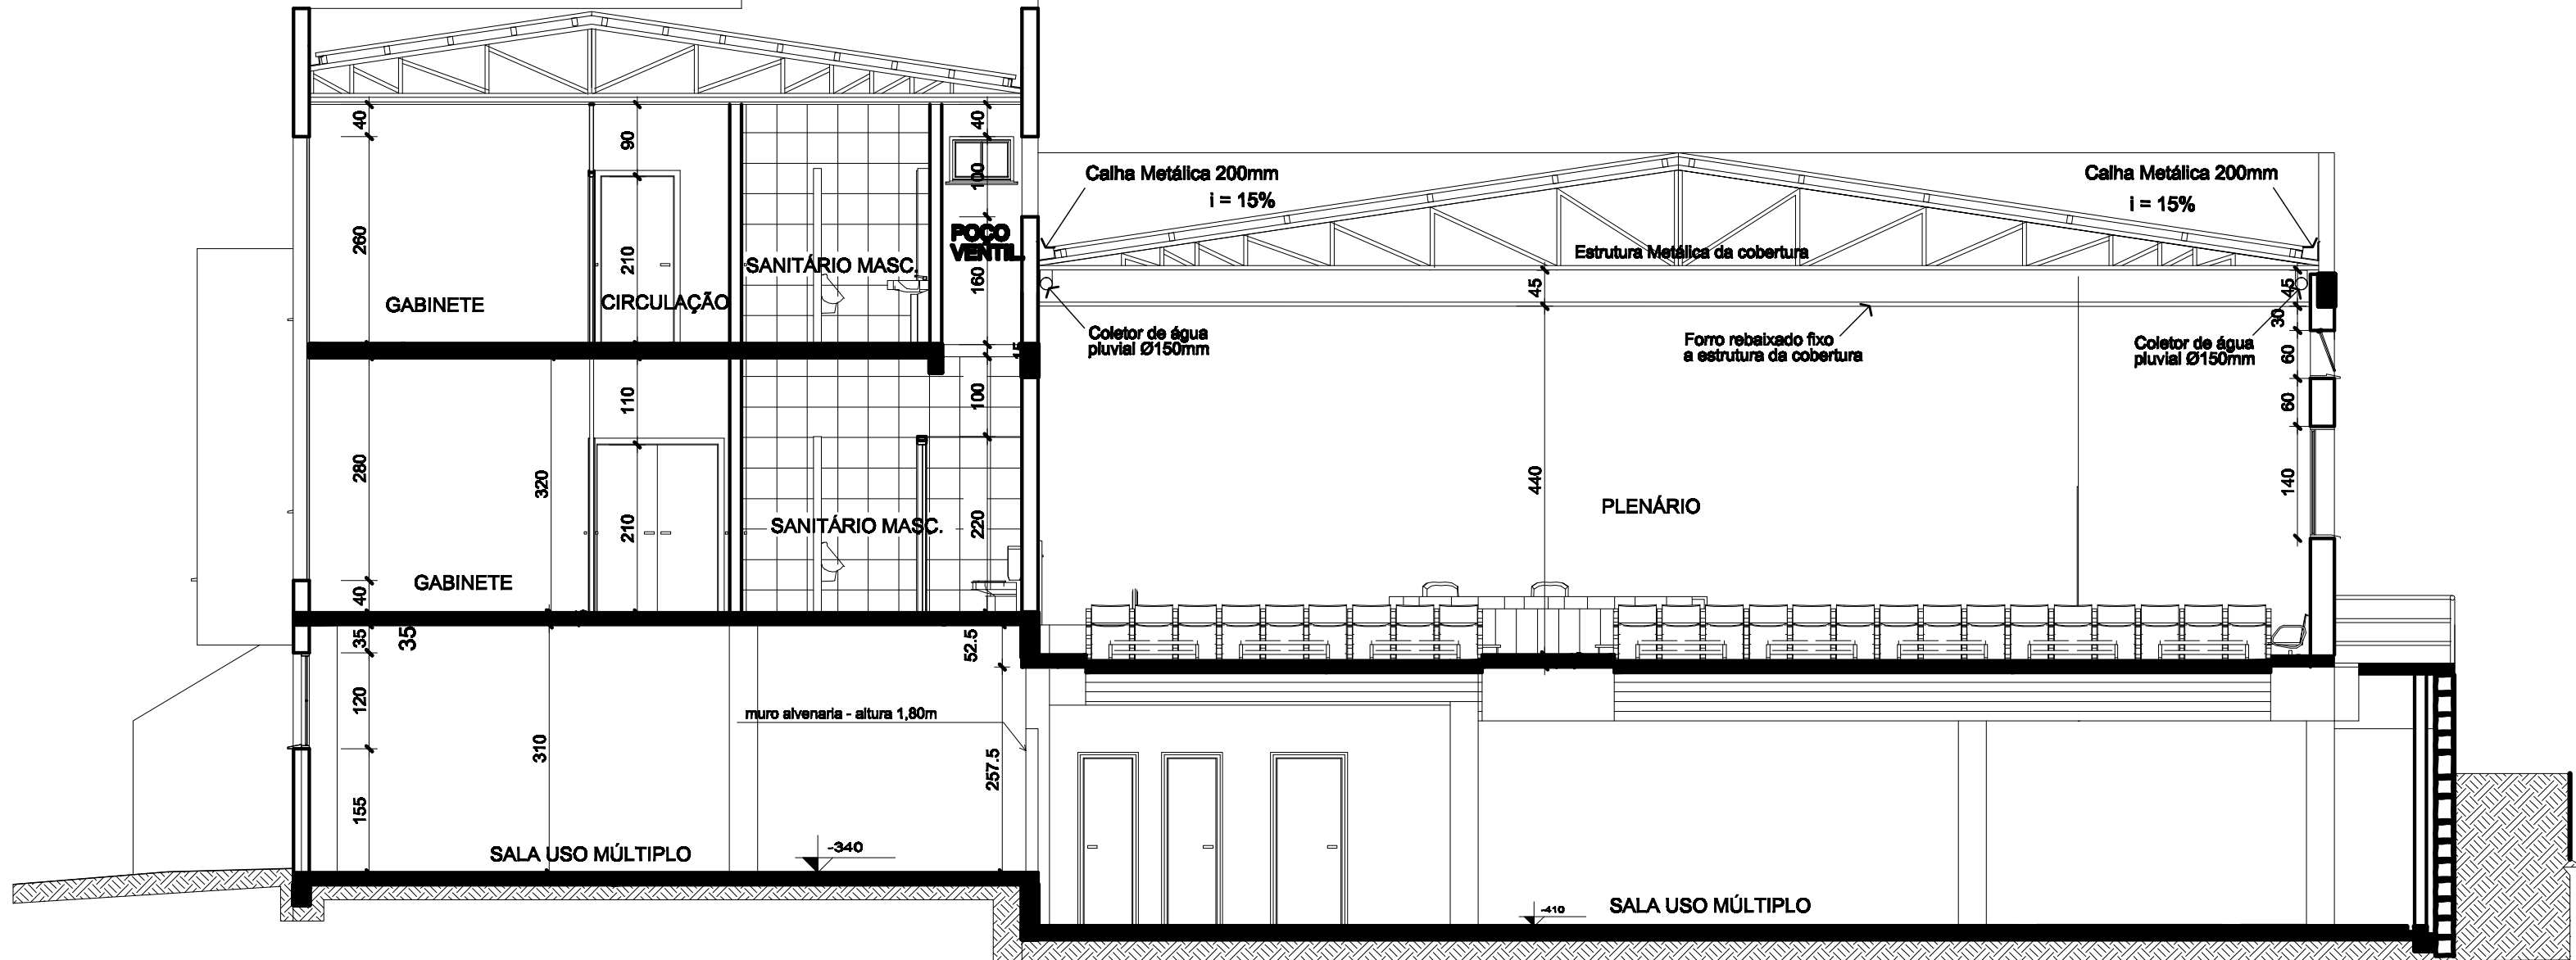 40
90
40
100
Calha Metálica 200mm
i = 15%
Calha Metálica 200mm
i = 15%
260
210
POÇO
VENTIL.
160
SANITÁRIO MASC.
GABINETE
CIRCULAÇÃO
Estrutura Metálica da cobertura
45
45
30
Coletor de água
pluvial Ø150mm
Forro rebaixado fixo
a estrutura da cobertura
Coletor de água
pluvial Ø150mm
60
60
110
100
280
320
210
220
440
140
PLENÁRIO
SANITÁRIO MASC.
GABINETE
40
35
35
52.5
120
muro alvenaria - altura 1,80m
310
257.5
155
SALA USO MÚLTIPLO
-340
-410
SALA USO MÚLTIPLO